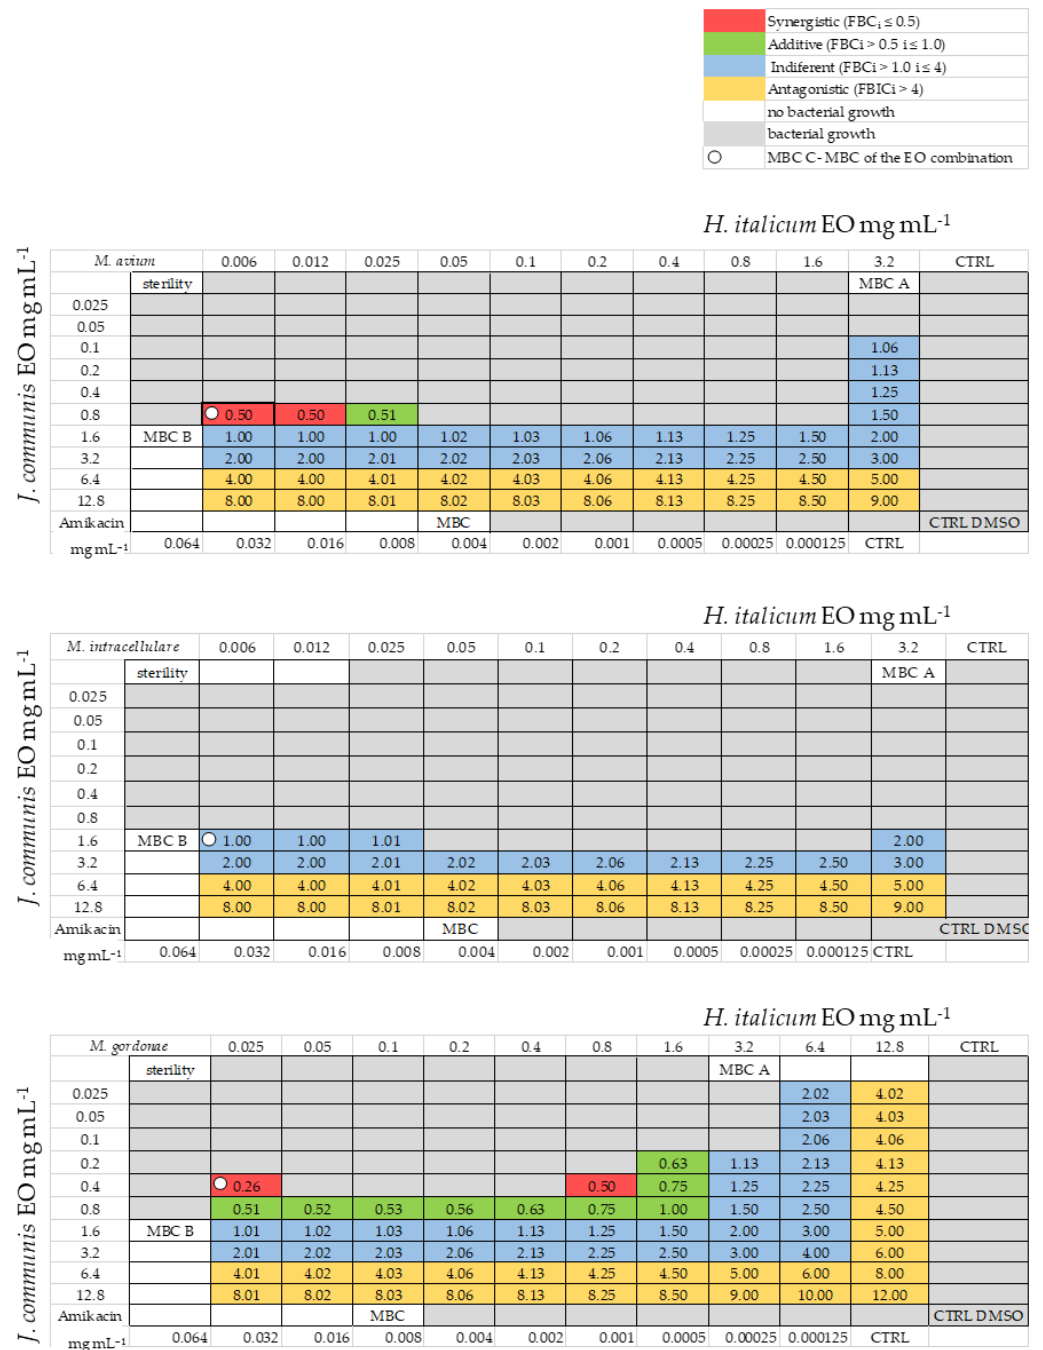 Synergistic (FBCi ≤ 0.5)
Additive (FBCi > 0.5 i ≤ 1.0)
Indiferent (FBCi > 1.0 i ≤ 4)
Antagonistic (FBICi > 4)
no bacterial growth
bacterial growth
MBC C- MBC of the EO combination
H. italicum EO mg mL-1
J. communis EO mg mL-1
M. avium 0.006 0.012 0.025 0.05 0.1 0.2 0.4 0.8 1.6 3.2 CTRL
sterility MBC A
0.025
0.05
0.1 1.06
0.2 1.13
0.4 1.25
0.8 0.50 0.50 0.51 1.50
1.6 MBC B 1.00 1.00 1.00 1.02 1.03 1.06 1.13 1.25 1.50 2.00
3.2 2.00 2.00 2.01 2.02 2.03 2.06 2.13 2.25 2.50 3.00
6.4 4.00 4.00 4.01 4.02 4.03 4.06 4.13 4.25 4.50 5.00
12.8 8.00 8.00 8.01 8.02 8.03 8.06 8.13 8.25 8.50 9.00
Amikacin MBC CTRL DMSO
mg mL-1 0.064 0.032 0.016 0.008 0.004 0.002 0.001 0.0005 0.00025 0.000125 CTRL
H. italicum EO mg mL-1
J. communis EO mg mL-1
M. intracellulare 0.006 0.012 0.025 0.05 0.1 0.2 0.4 0.8 1.6 3.2 CTRL
sterility MBC A
0.025
0.05
0.1
0.2
0.4
0.8
1.6 MBC B 1.00 1.00 1.01 2.00
3.2 2.00 2.00 2.01 2.02 2.03 2.06 2.13 2.25 2.50 3.00
6.4 4.00 4.00 4.01 4.02 4.03 4.06 4.13 4.25 4.50 5.00
12.8 8.00 8.00 8.01 8.02 8.03 8.06 8.13 8.25 8.50 9.00
Amikacin MBC CTRL DMSC
mg mL-1 0.064 0.032 0.016 0.008 0.004 0.002 0.001 0.0005 0.00025 0.000125 CTRL
H. italicum EO mg mL-1
J. communis EO mg mL-1
M. gordonae 0.025 0.05 0.1 0.2 0.4 0.8 1.6 3.2 6.4 12.8 CTRL
sterility MBC A
0.025 2.02 4.02
0.05 2.03 4.03
0.1 2.06 4.06
0.2 0.63 1.13 2.13 4.13
0.4 0.26 0.50 0.75 1.25 2.25 4.25
0.8 0.51 0.52 0.53 0.56 0.63 0.75 1.00 1.50 2.50 4.50
1.6 MBC B 1.01 1.02 1.03 1.06 1.13 1.25 1.50 2.00 3.00 5.00
3.2 2.01 2.02 2.03 2.06 2.13 2.25 2.50 3.00 4.00 6.00
6.4 4.01 4.02 4.03 4.06 4.13 4.25 4.50 5.00 6.00 8.00
12.8 8.01 8.02 8.03 8.06 8.13 8.25 8.50 9.00 10.00 12.00
Amikacin MBC CTRL DMSO
mg mL-1 0.064 0.032 0.016 0.008 0.004 0.002 0.001 0.0005 0.00025 0.000125 CTRL